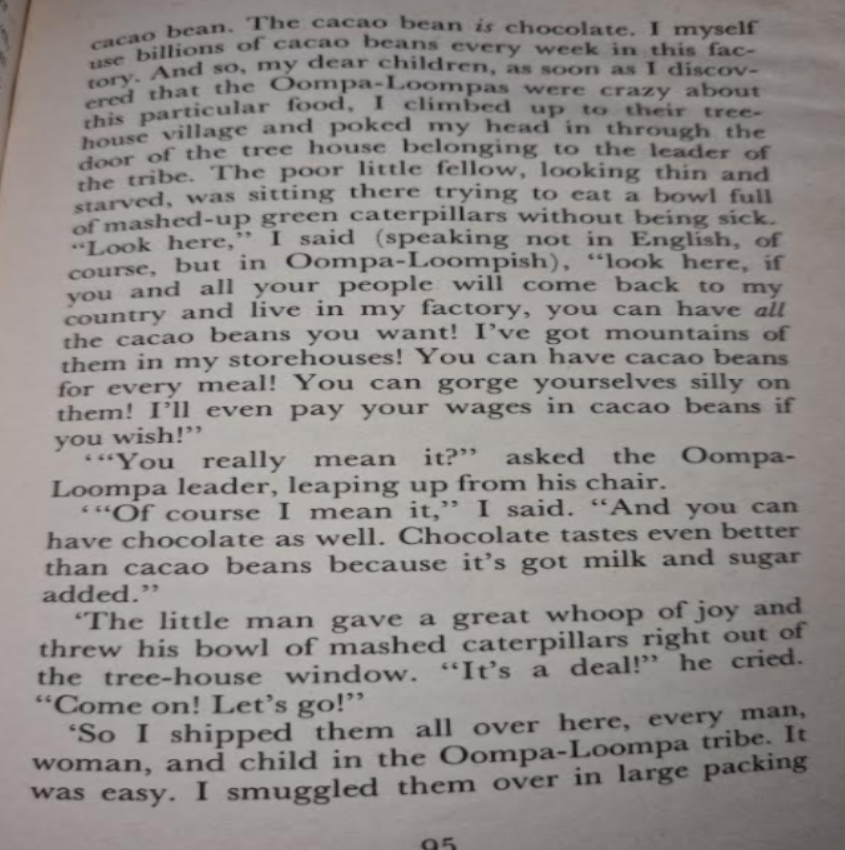 cacao bean. The cacao bean is chocolate. I myself
use billions of cacao beans every week in this fac-
tory. And so, my dear children, as soon as I discov-
ered that the Oompa-Loompas were crazy about
this particular food, I climbed up to their tree-
house village and poked my head in through the
door of the tree house belonging to the leader of
the tribe. The poor little fellow, looking thin and
starved, was sitting there trying to eat a bowl full
of mashed-up green caterpillars without being sick.
“Look here,” I said (speaking not in English, of
course, but in Oompa-Loompish), “look here, if
you and all your people will come back to my
country and live in my factory, you can have all
the cacao beans you want! I’ve got mountains of
them in my storehouses! You can have cacao beans
for every meal! You can gorge yourselves silly on
them! I’ll even pay your wages in cacao beans if
you wish!”
‘“You really mean it?” asked the Oompa-
Loompa leader, leaping up from his chair.
‘“Of course I mean it,” I said. “And you can
have chocolate as well. Chocolate tastes even better
than cacao beans because it’s got milk and sugar
added.”
‘The little man gave a great whoop of joy and
threw his bowl of mashed caterpillars right out of
the tree-house window. “It’s a deal!” he cried.
“Come on! Let’s go!”
‘So I shipped them all over here, every man,
woman, and child in the Oompa-Loompa tribe. It
was easy. I smuggled them over in large packing
95